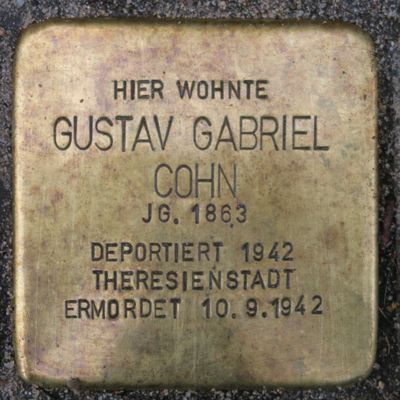 HIER WOHNTE
GUSTAV GABRIEL
COHN
JG. 1863
DEPORTIERT 1942
THERESIENSTADT
ERMORDET 10.9.1942